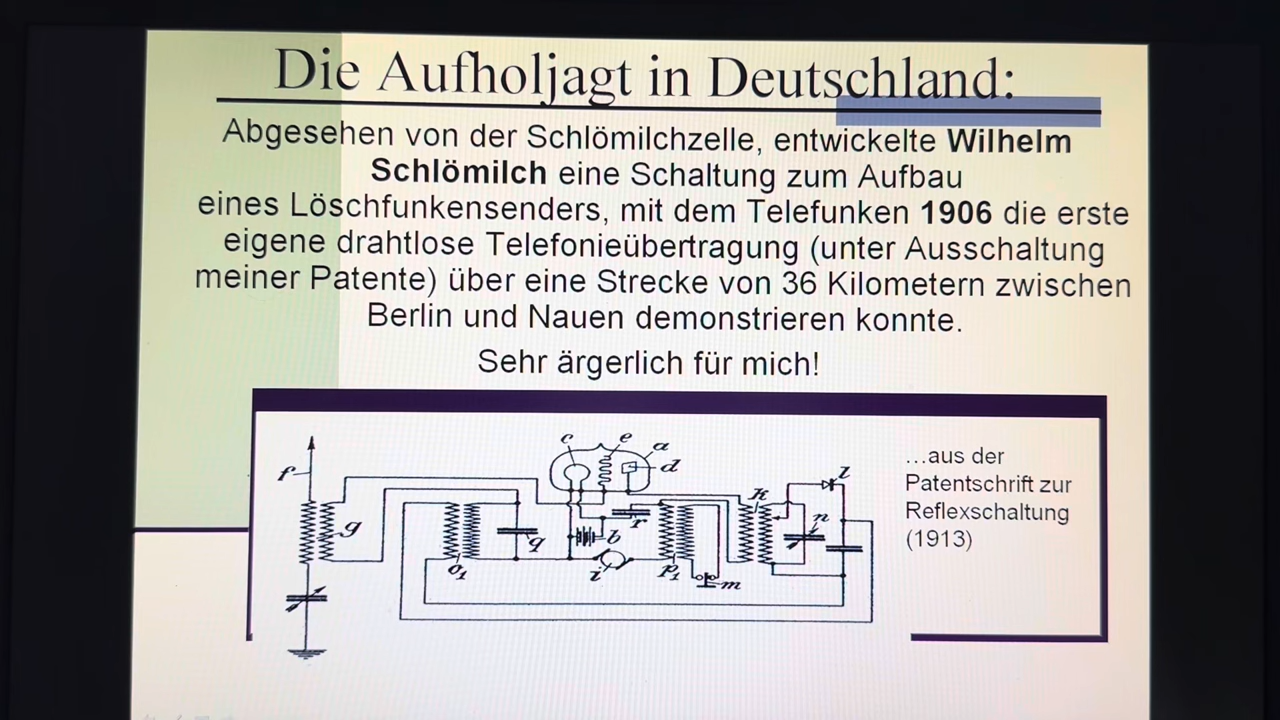 Die Aufholjagt in Deutschland:
Abgesehen von der Schlömilchzelle, entwickelte Wilhelm
Schlömilch eine Schaltung zum Aufbau
eines Löschfunkensenders, mit dem Telefunken 1906 die erste
eigene drahtlose Telefonieübertragung (unter Ausschaltung
meiner Patente) über eine Strecke von 36 Kilometern zwischen
Berlin und Nauen demonstrieren konnte.
Sehr ärgerlich für mich!
c e a
f d l
g k
r n
q b
o1 i p1 m
...aus der
Patentschrift zur
Reflexschaltung
(1913)